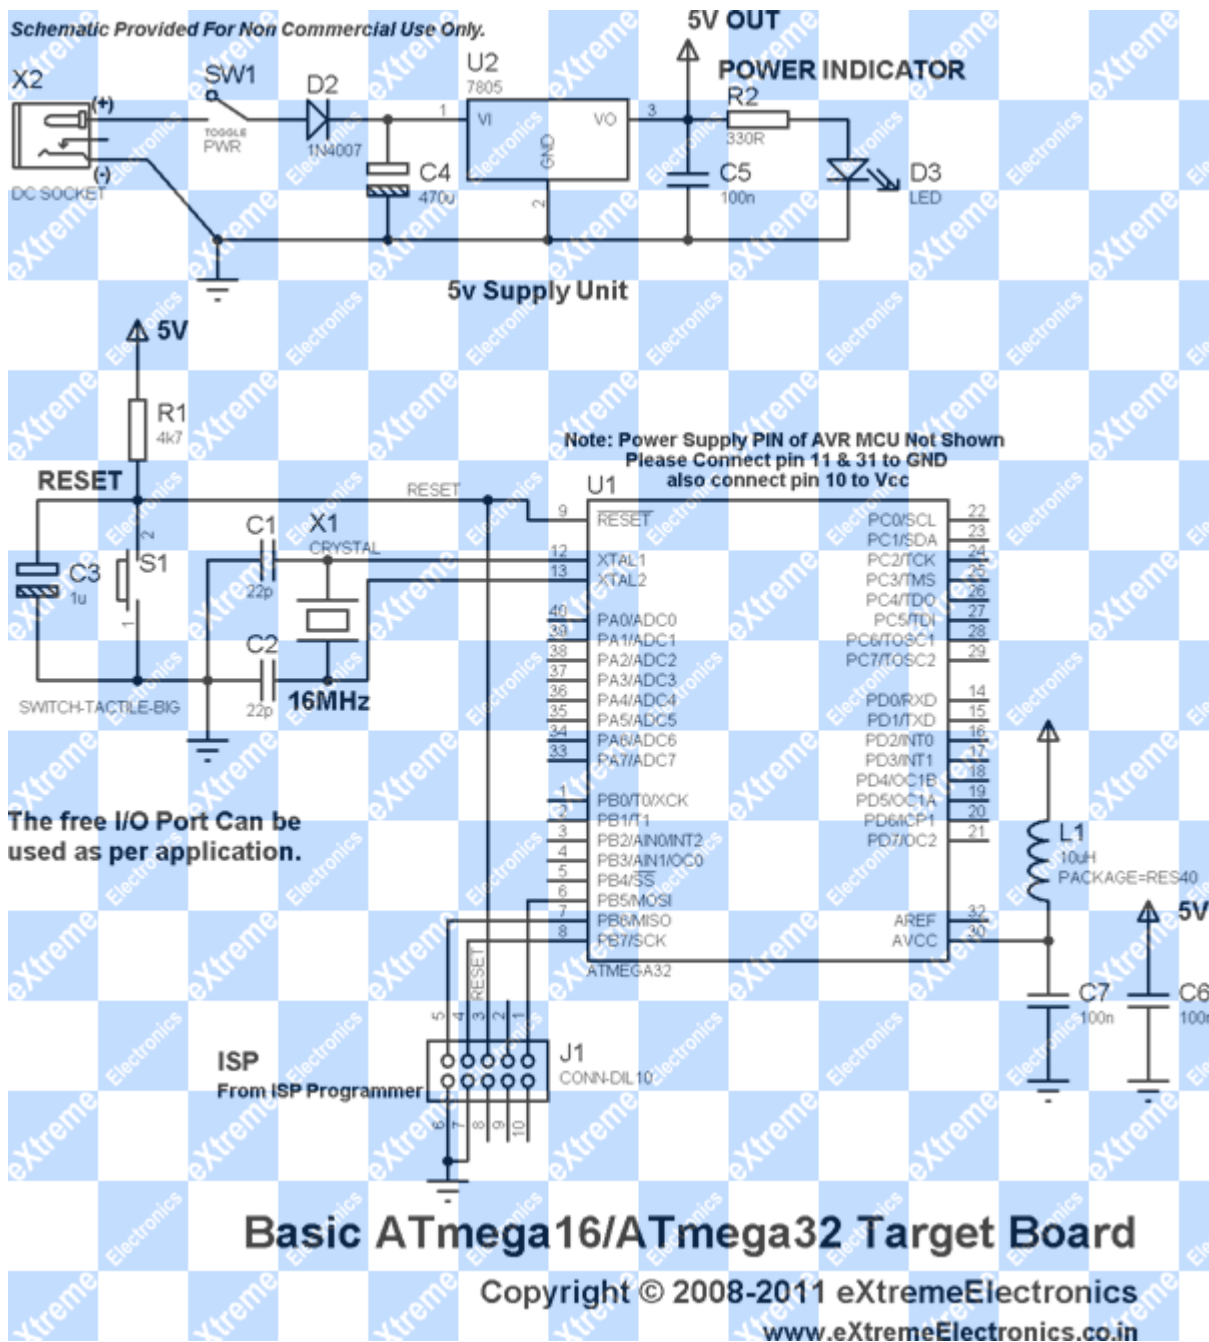 Schematic Provided For Non Commercial Use Only.
5V OUT
POWER INDICATOR
X2
(+)
(-)
DC SOCKET
SW1
TOGGLE
PWR
D2
1N4007
C4
470u
U2
7805
1
VI
VO
3
GND
2
R2
330R
C5
100n
D3
LED
5v Supply Unit
5V
R1
4k7
RESET
RESET
Note: Power Supply PIN of AVR MCU Not Shown
Please Connect pin 11 & 31 to GND
also connect pin 10 to Vcc
C3
1u
2
S1
1
SWITCH-TACTILE-BIG
C1
22p
X1
CRYSTAL
C2
22p
16MHz
U1
9 RESET
12 XTAL1
13 XTAL2
40 PA0/ADC0
39 PA1/ADC1
38 PA2/ADC2
37 PA3/ADC3
36 PA4/ADC4
35 PA5/ADC5
34 PA6/ADC6
33 PA7/ADC7
1 PB0/T0/XCK
2 PB1/T1
3 PB2/AIN0/INT2
4 PB3/AIN1/OC0
5 PB4/SS
6 PB5/MOSI
7 PB6/MISO
8 PB7/SCK
PC0/SCL 22
PC1/SDA 23
PC2/TCK 24
PC3/TMS 25
PC4/TDO 26
PC5/TDI 27
PC6/TOSC1 28
PC7/TOSC2 29
PD0/RXD 14
PD1/TXD 15
PD2/INT0 16
PD3/INT1 17
PD4/OC1B 18
PD5/OC1A 19
PD6/ICP1 20
PD7/OC2 21
AREF 32
AVCC 30
ATMEGA32
The free I/O Port Can be
used as per application.
L1
10uH
PACKAGE=RES40
5V
C7
100n
C6
100n
RESET
5 4 3 2 1
ISP
From ISP Programmer
J1
CONN-DIL10
6 7 8 9 10
Basic ATmega16/ATmega32 Target Board
Copyright © 2008-2011 eXtremeElectronics
www.eXtremeElectronics.co.in
eXtreme
Electronics